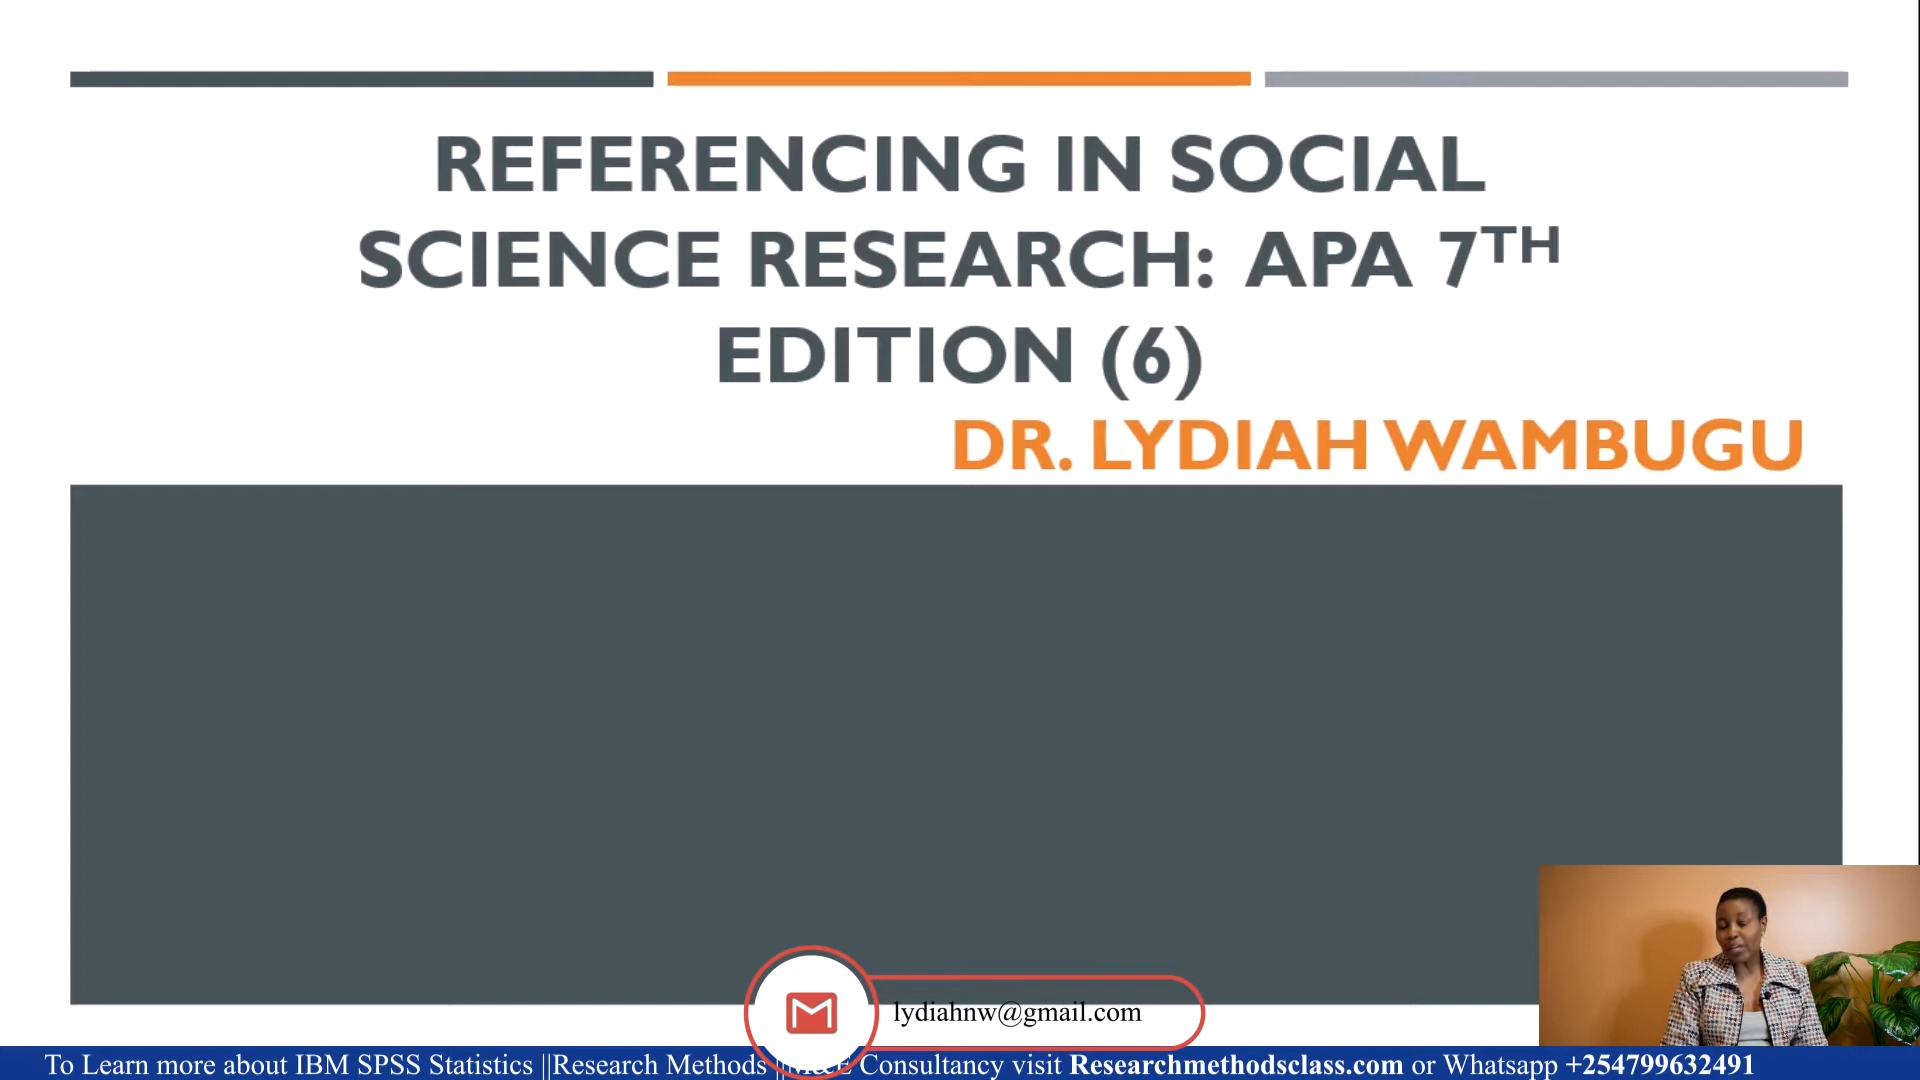 REFERENCING IN SOCIAL
SCIENCE RESEARCH: APA 7TH
EDITION (6)
DR. LYDIAH WAMBUGU
lydiahnw@gmail.com
To Learn more about IBM SPSS Statistics ||Research Methods || Consultancy visit Researchmethodsclass.com or Whatsapp +254799632491